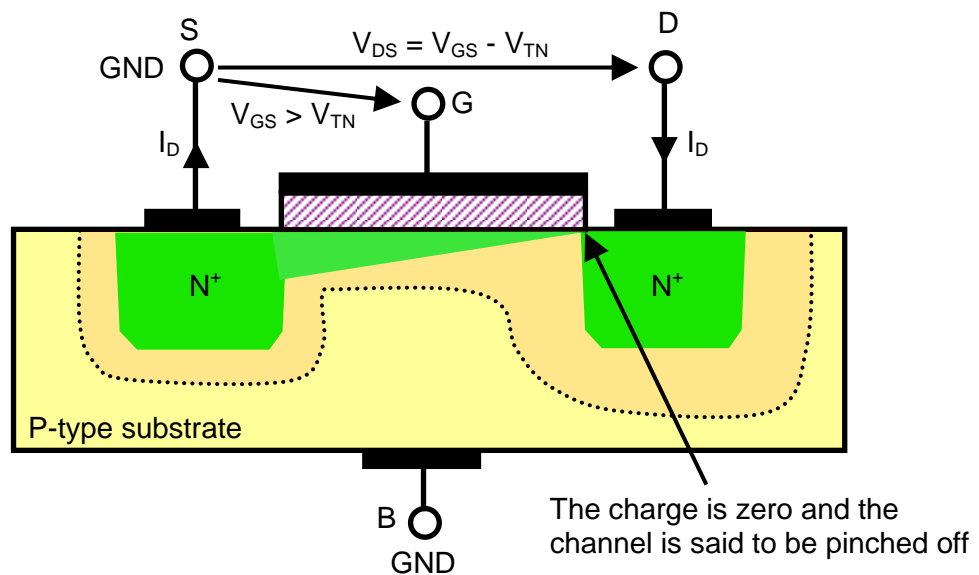 S
D
V_DS = V_GS - V_TN
GND
G
V_GS > V_TN
I_D
I_D
N⁺
N⁺
P-type substrate
B
GND
The charge is zero and the
channel is said to be pinched off